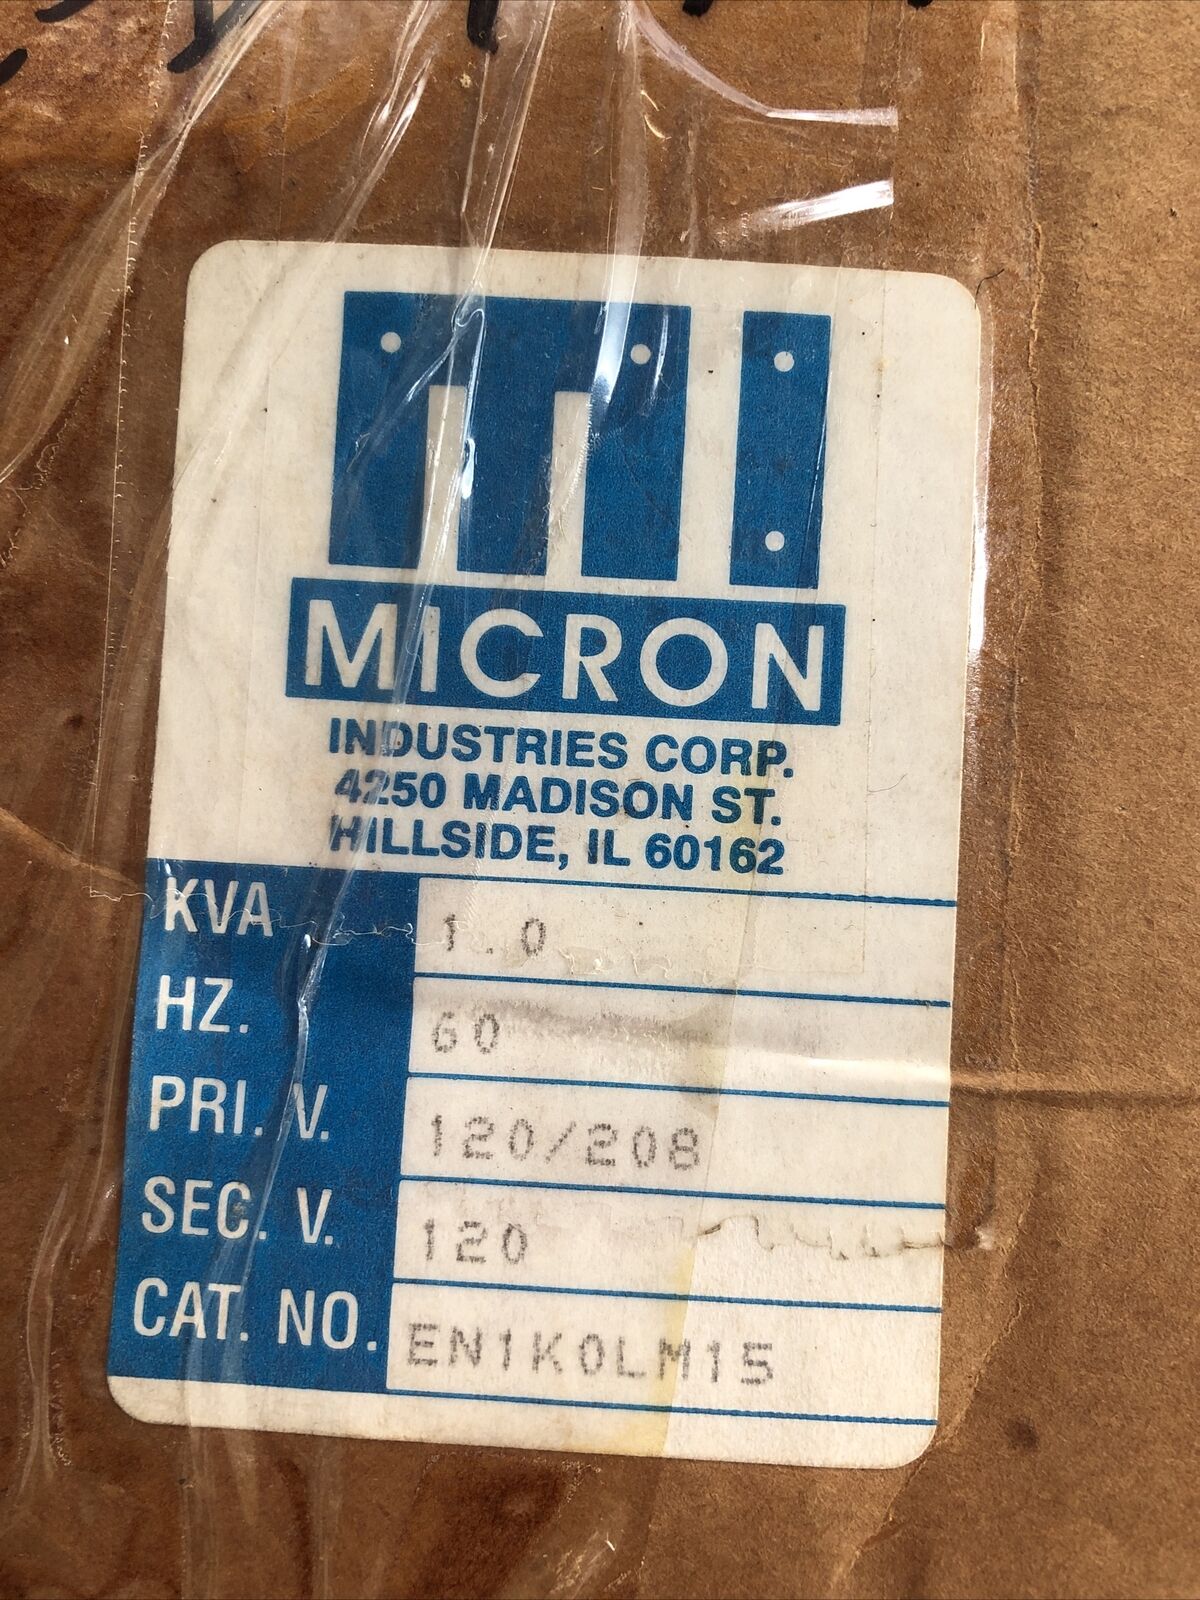 MICRON
INDUSTRIES CORP.
4250 MADISON ST.
HILLSIDE, IL 60162
KVA 1.0
HZ. 60
PRI. V. 120/208
SEC. V. 120
CAT. NO. EN1K0LM15